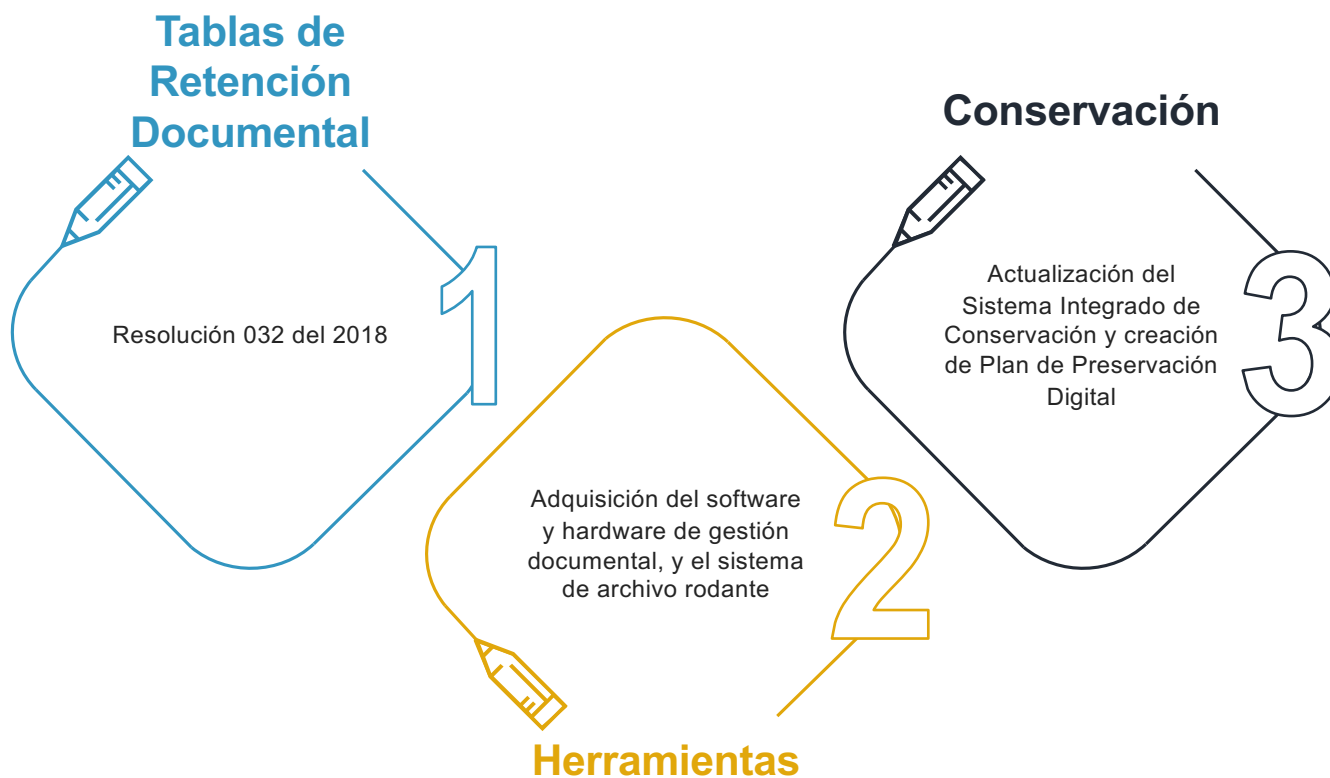 Tablas de
Retención
Documental
1
Resolución 032 del 2018
2
Adquisición del software
y hardware de gestión
documental, y el sistema
de archivo rodante
Herramientas
Conservación
3
Actualización del
Sistema Integrado de
Conservación y creación
de Plan de Preservación
Digital